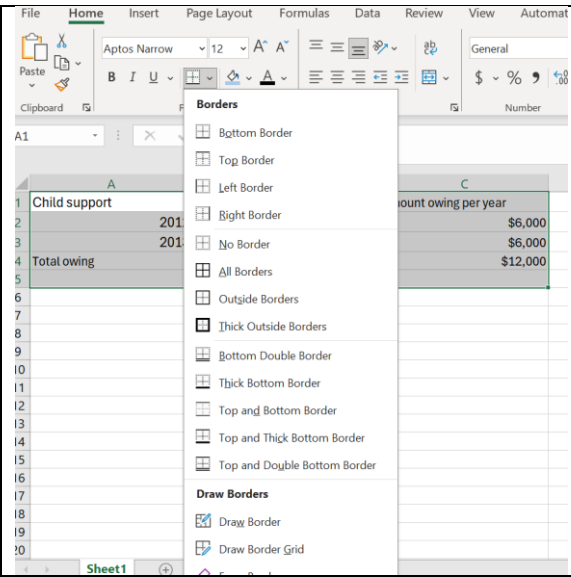 File Home Insert Page Layout Formulas Data Review View Automat
Aptos Narrow 12 A A General
Paste B I U A $ % 9
Clipboard Number
A1
Borders
Bottom Border
Top Border
Left Border
Right Border
No Border
All Borders
Outside Borders
Thick Outside Borders
Bottom Double Border
Thick Bottom Border
Top and Bottom Border
Top and Thick Bottom Border
Top and Double Bottom Border
Draw Borders
Draw Border
Draw Border Grid
A C
1 Child support ount owing per year
2 201 $6,000
3 201 $6,000
4 Total owing $12,000
5
6
7
8
9
10
11
12
13
14
15
16
17
18
19
20
Sheet1